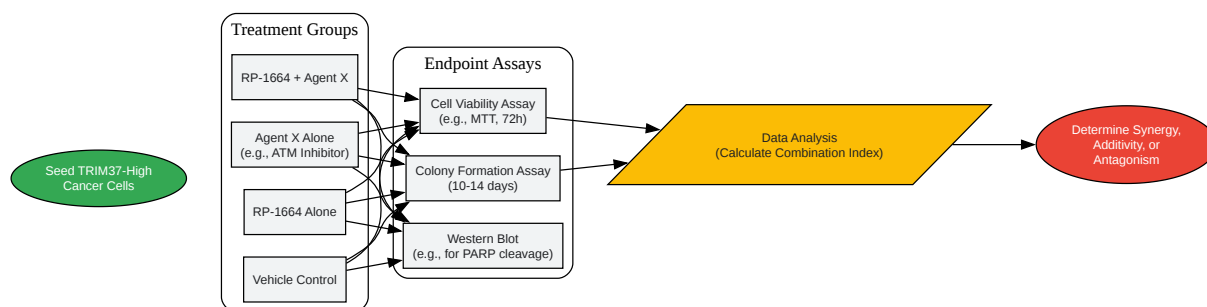 Treatment Groups
RP-1664 + Agent X
Agent X Alone
(e.g., ATM Inhibitor)
RP-1664 Alone
Vehicle Control
Seed TRIM37-High
Cancer Cells
Endpoint Assays
Cell Viability Assay
(e.g., MTT, 72h)
Colony Formation Assay
(10-14 days)
Western Blot
(e.g., for PARP cleavage)
Data Analysis
(Calculate Combination Index)
Determine Synergy,
Additivity, or
Antagonism